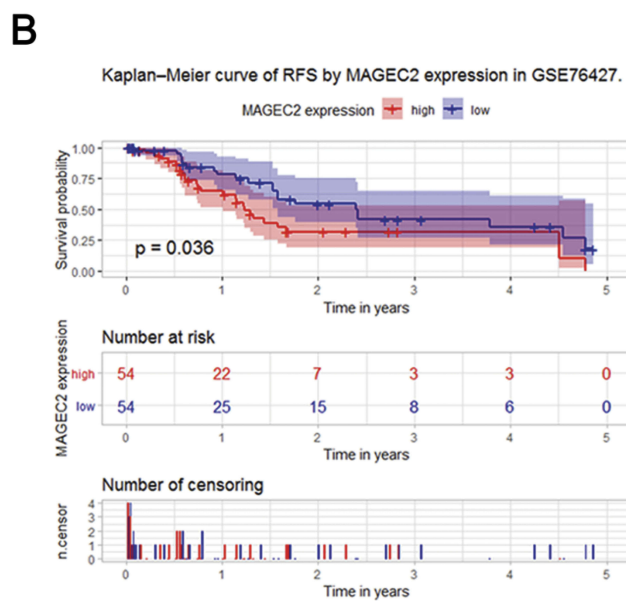 B
Kaplan–Meier curve of RFS by MAGEC2 expression in GSE76427.
MAGEC2 expression high low
Survival probability
1.00
0.75
0.50
0.25
0.00
p = 0.036
0 1 2 3 4 5
Time in years
Number at risk
MAGEC2 expression
high 54 22 7 3 3 0
low 54 25 15 8 6 0
0 1 2 3 4 5
Time in years
Number of censoring
n.censor
4
3
2
1
0
0 1 2 3 4 5
Time in years